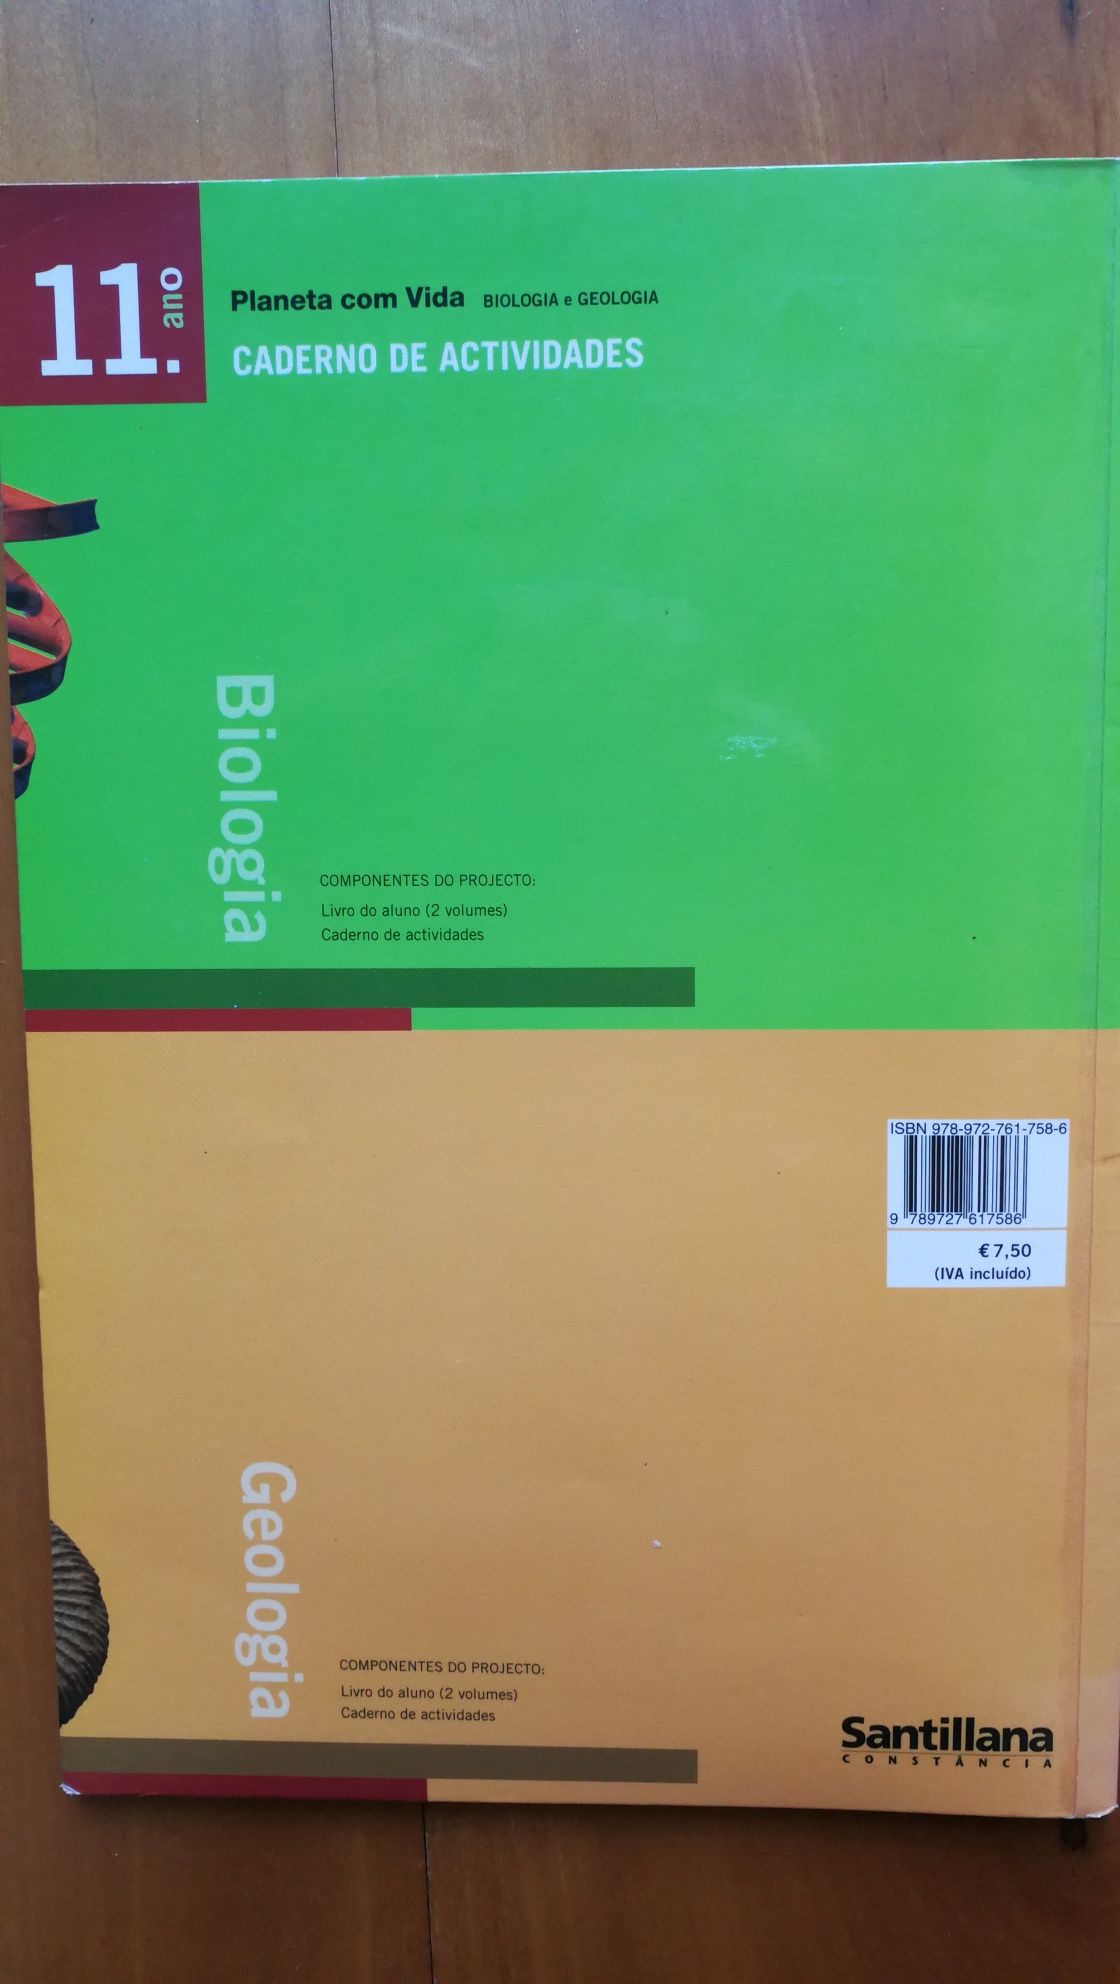 11.ano
Planeta com Vida BIOLOGIA e GEOLOGIA
CADERNO DE ACTIVIDADES
Biologia
COMPONENTES DO PROJECTO:
Livro do aluno (2 volumes)
Caderno de actividades
ISBN 978-972-761-758-6
9 789727 617586
€ 7,50
(IVA incluído)
Geologia
COMPONENTES DO PROJECTO:
Livro do aluno (2 volumes)
Caderno de actividades
Santillana
CONSTÂNCIA